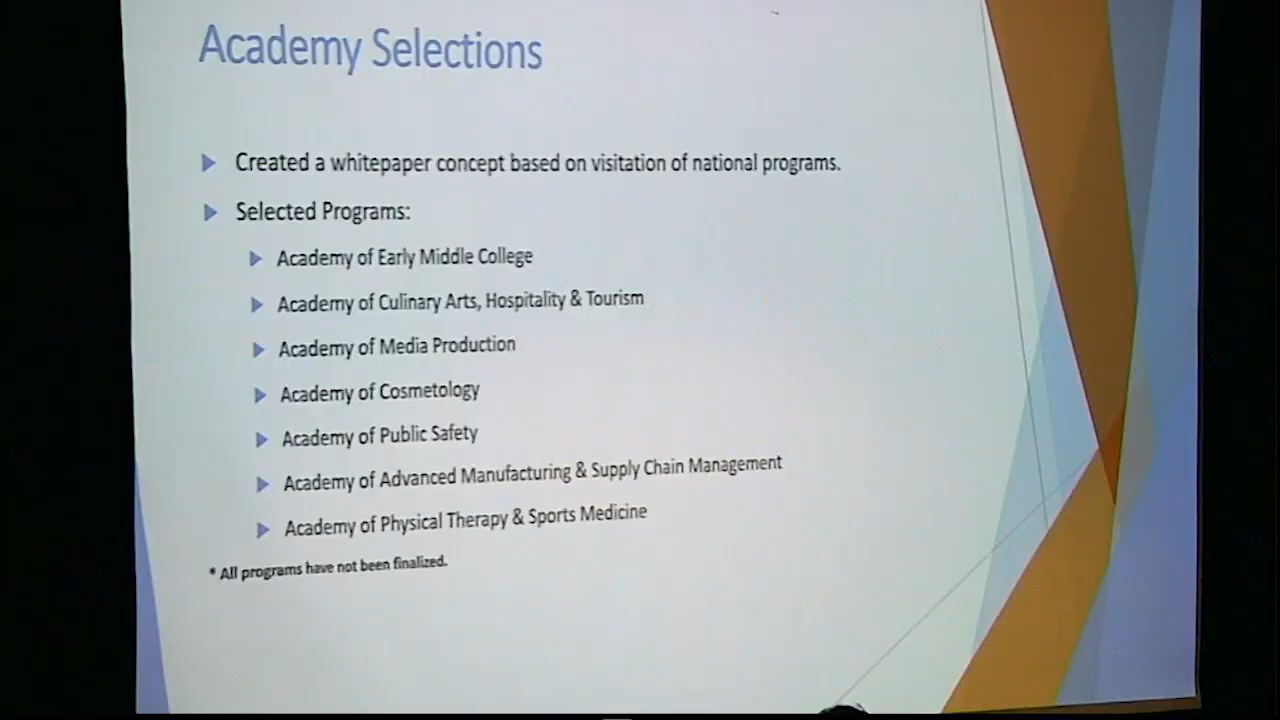 Academy Selections
Created a whitepaper concept based on visitation of national programs.
Selected Programs:
Academy of Early Middle College
Academy of Culinary Arts, Hospitality & Tourism
Academy of Media Production
Academy of Cosmetology
Academy of Public Safety
Academy of Advanced Manufacturing & Supply Chain Management
Academy of Physical Therapy & Sports Medicine
* All programs have not been finalized.